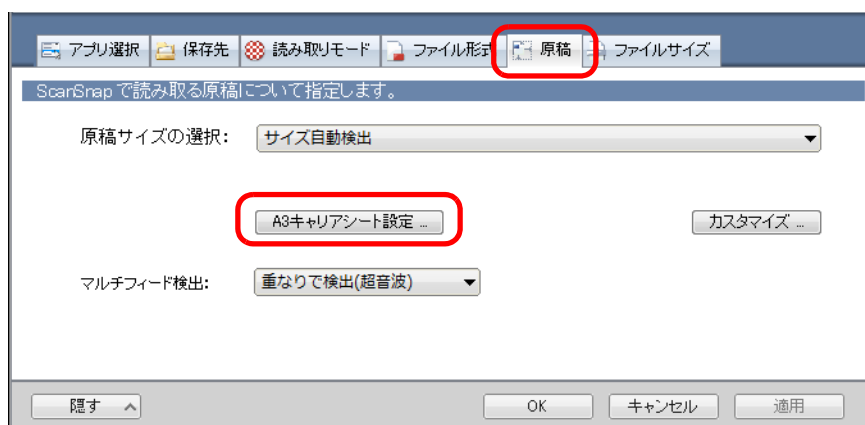 アプリ選択 保存先 読み取りモード ファイル形式 原稿 ファイルサイズ
ScanSnapで読み取る原稿について指定します。
原稿サイズの選択: サイズ自動検出
A3キャリアシート設定 ... カスタマイズ ...
マルチフィード検出: 重なりで検出(超音波)
隠す OK キャンセル 適用